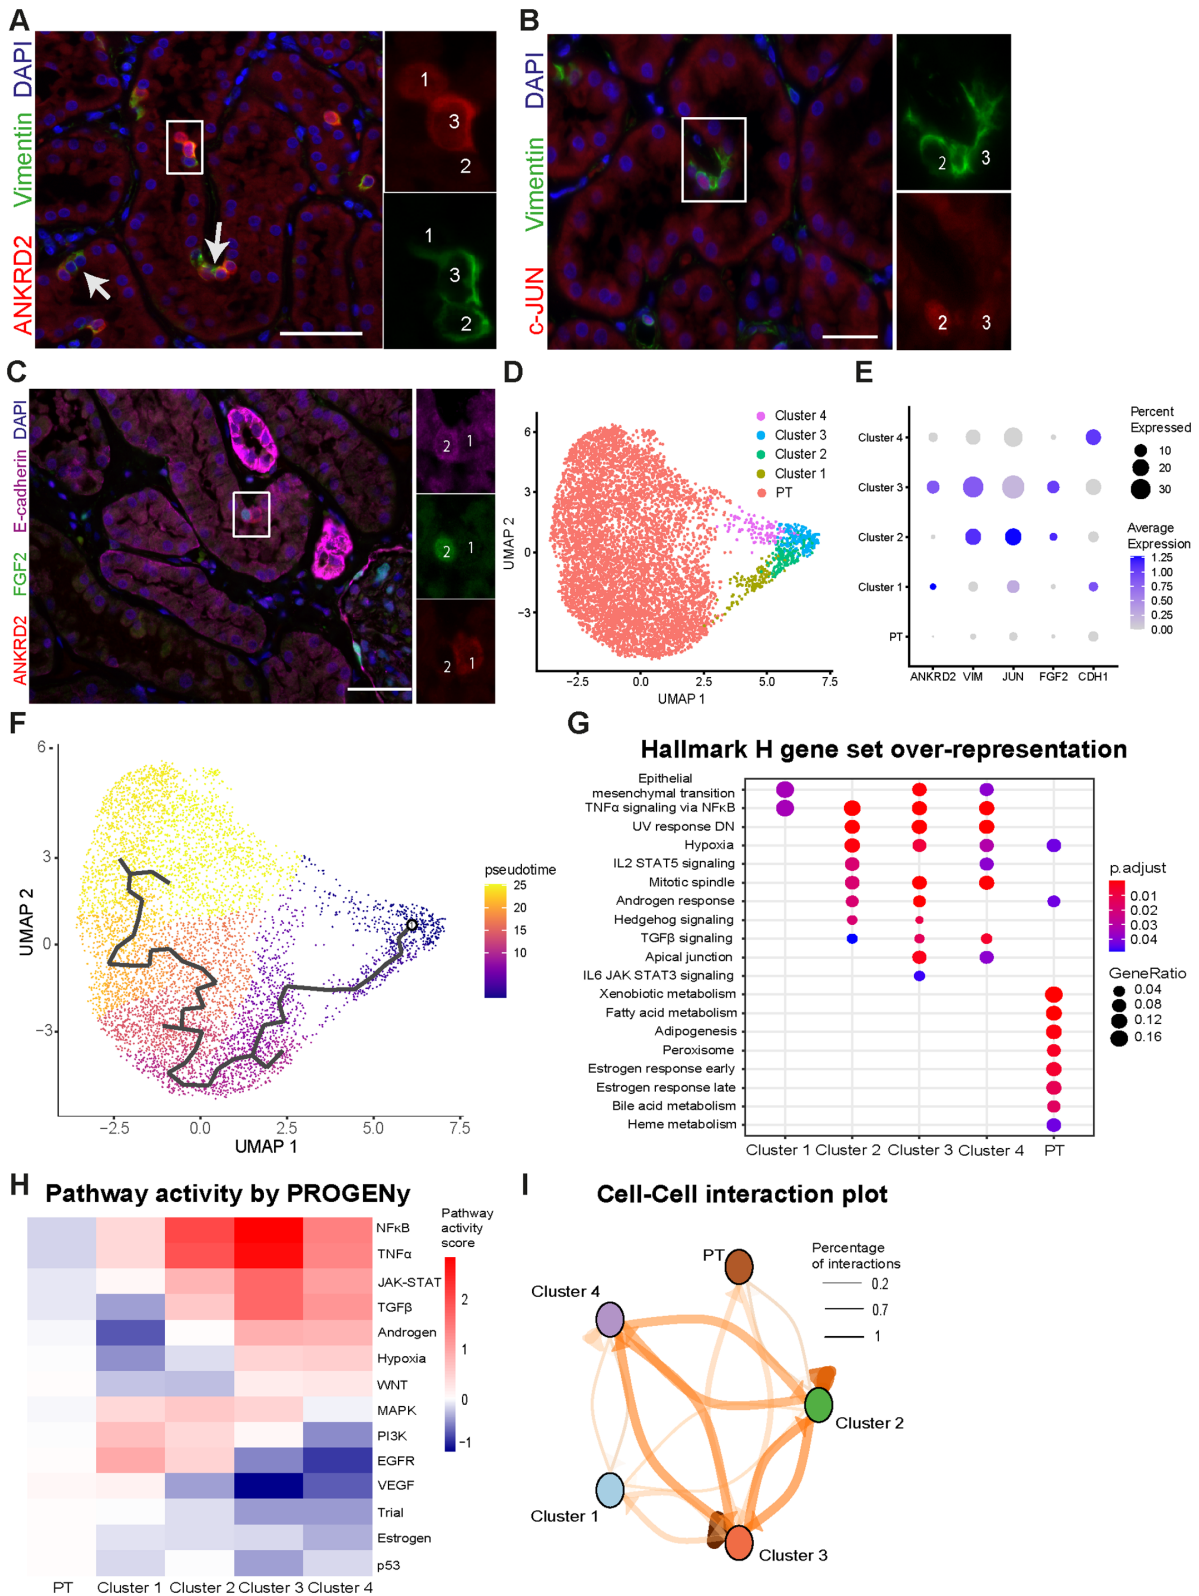 A
ANKRD2 Vimentin DAPI
1
3
2
1
3
2
B
c-JUN Vimentin DAPI
2
3
2
3
C
ANKRD2 FGF2 E-cadherin DAPI
2
1
2
1
2
1
D
UMAP 2
6
3
0
−3
−2.5
0.0
2.5
5.0
7.5
UMAP 1
Cluster 4
Cluster 3
Cluster 2
Cluster 1
PT
E
Cluster 4
Cluster 3
Cluster 2
Cluster 1
PT
ANKRD2
VIM
JUN
FGF2
CDH1
Percent
Expressed
10
20
30
Average
Expression
1.25
1.00
0.75
0.50
0.25
0.00
F
UMAP 2
6
3
0
−3
−2.5
0.0
2.5
5.0
7.5
UMAP 1
pseudotime
25
20
15
10
G
Hallmark H gene set over-representation
Epithelial
mesenchymal transition
TNFα signaling via NFκB
UV response DN
Hypoxia
IL2 STAT5 signaling
Mitotic spindle
Androgen response
Hedgehog signaling
TGFβ signaling
Apical junction
IL6 JAK STAT3 signaling
Xenobiotic metabolism
Fatty acid metabolism
Adipogenesis
Peroxisome
Estrogen response early
Estrogen response late
Bile acid metabolism
Heme metabolism
Cluster 1
Cluster 2
Cluster 3
Cluster 4
PT
p.adjust
0.01
0.02
0.03
0.04
GeneRatio
0.04
0.08
0.12
0.16
H
Pathway activity by PROGENy
NFκB
TNFα
JAK-STAT
TGFβ
Androgen
Hypoxia
WNT
MAPK
PI3K
EGFR
VEGF
Trial
Estrogen
p53
PT
Cluster 1
Cluster 2
Cluster 3
Cluster 4
Pathway
activity
score
2
1
0
−1
I
Cell-Cell interaction plot
PT
Cluster 4
Cluster 2
Cluster 1
Cluster 3
Percentage
of interactions
0.2
0.7
1